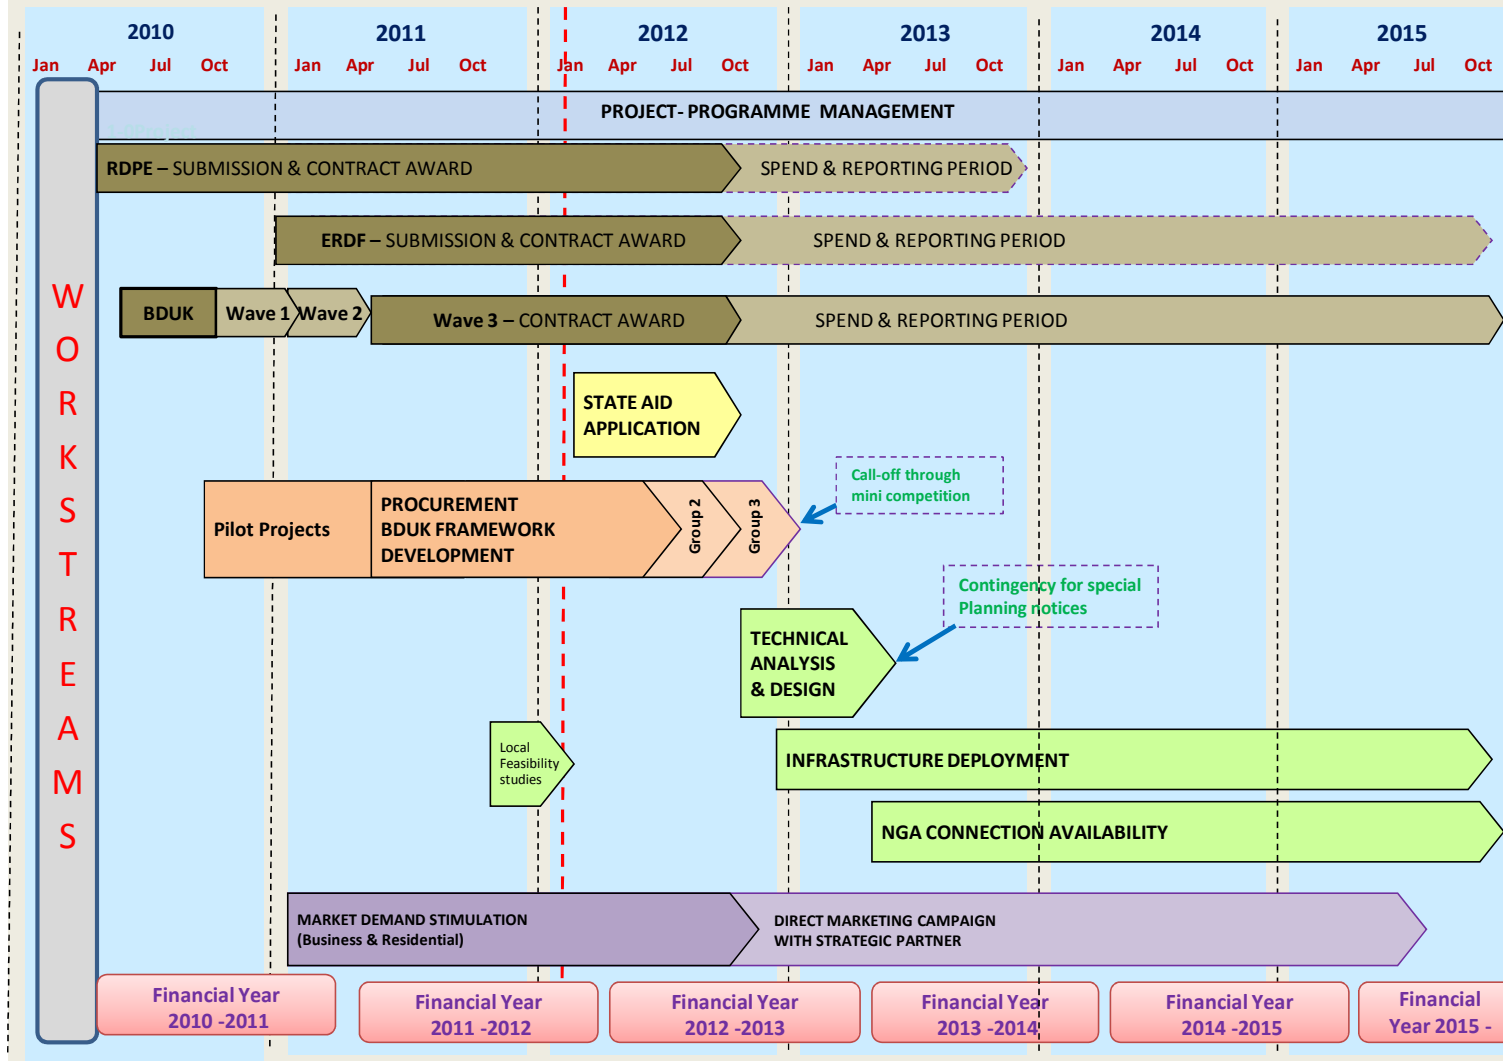 2010
2011
2012
2013
2014
2015
Jan Apr Jul Oct Jan Apr Jul Oct Jan Apr Jul Oct Jan Apr Jul Oct Jan Apr Jul Oct Jan Apr Jul Oct
PROJECT- PROGRAMME MANAGEMENT
RDPE – SUBMISSION & CONTRACT AWARD
SPEND & REPORTING PERIOD
ERDF – SUBMISSION & CONTRACT AWARD
SPEND & REPORTING PERIOD
WORKSTREAMS
BDUK
Wave 1
Wave 2
Wave 3 – CONTRACT AWARD
SPEND & REPORTING PERIOD
STATE AID
APPLICATION
Call-off through
mini competition
Pilot Projects
PROCUREMENT
BDUK FRAMEWORK
DEVELOPMENT
Group 2
Group 3
Contingency for special
Planning notices
TECHNICAL
ANALYSIS
& DESIGN
Local
Feasibility
studies
INFRASTRUCTURE DEPLOYMENT
NGA CONNECTION AVAILABILITY
MARKET DEMAND STIMULATION
(Business & Residential)
DIRECT MARKETING CAMPAIGN
WITH STRATEGIC PARTNER
Financial Year
2010 -2011
Financial Year
2011 -2012
Financial Year
2012 -2013
Financial Year
2013 -2014
Financial Year
2014 -2015
Financial
Year 2015 -